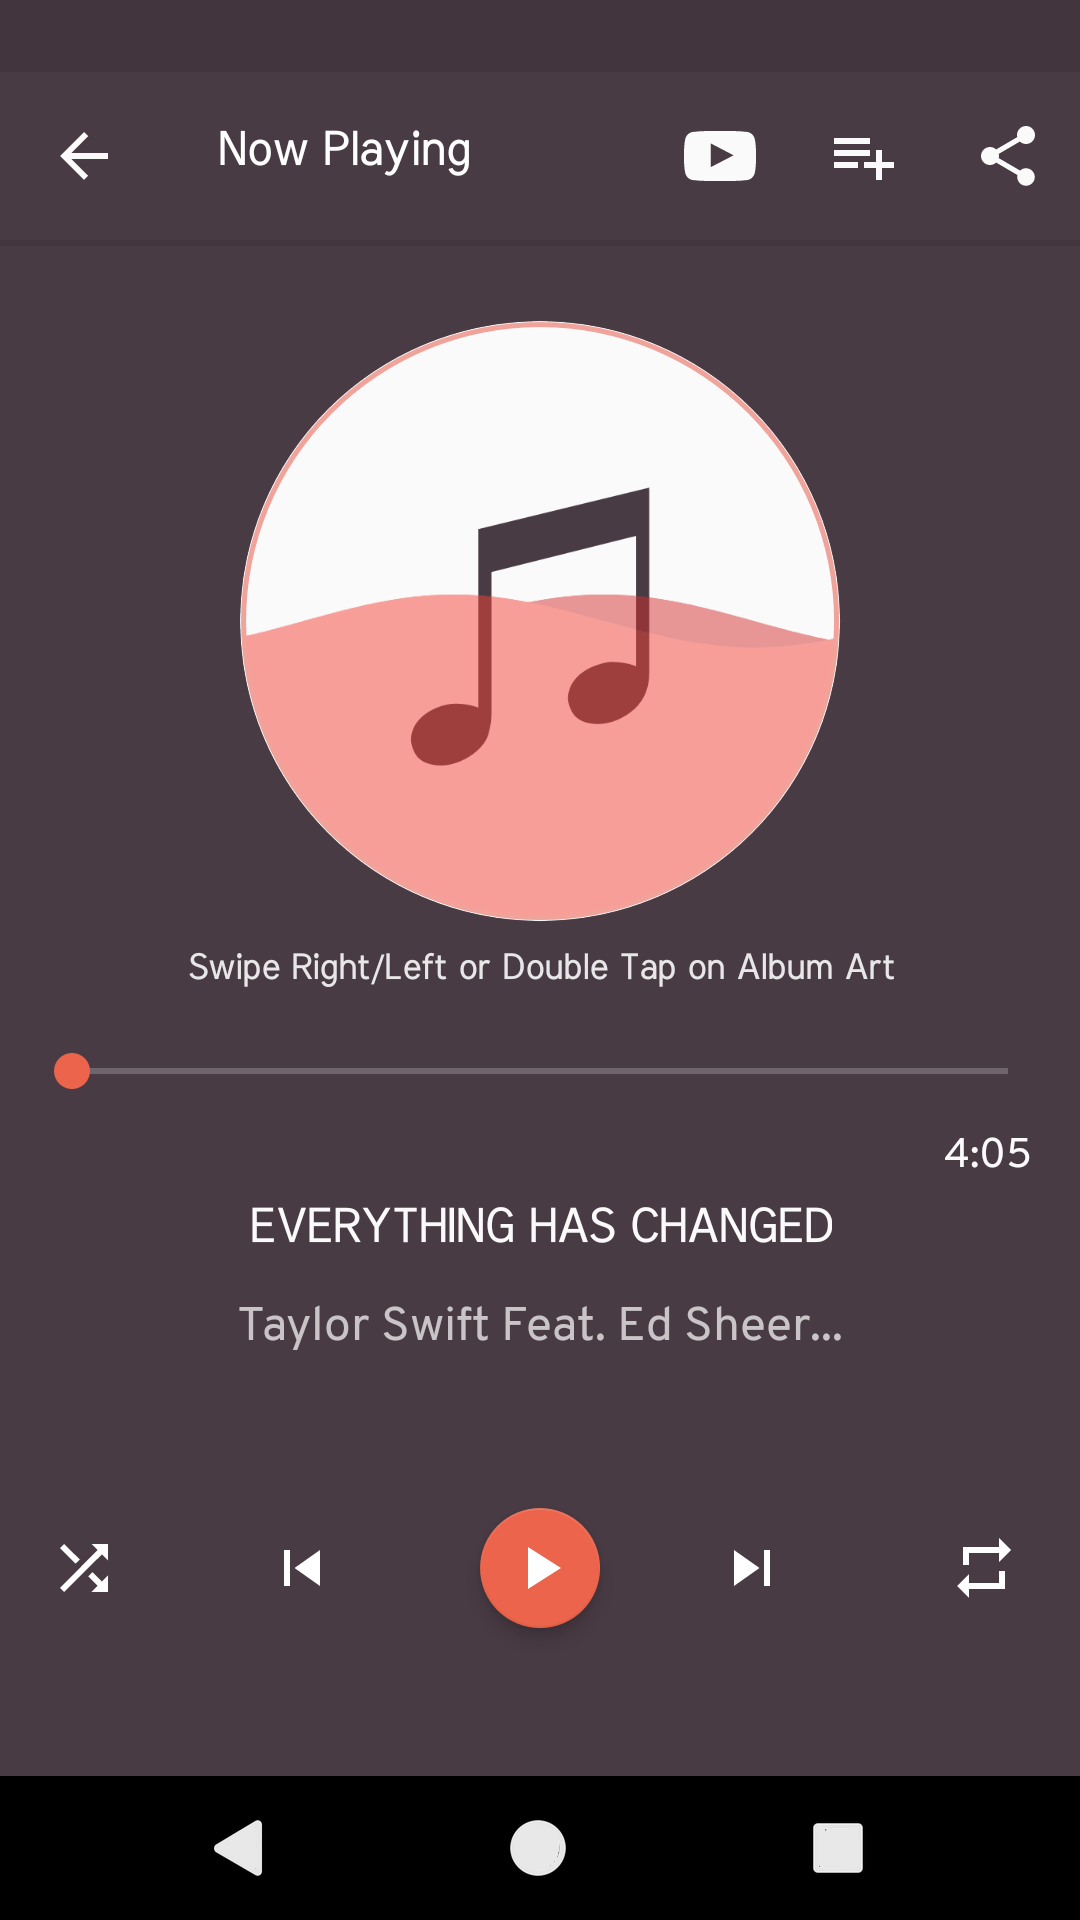 Now Playing
Swipe Right/Left or Double Tap on Album Art
4:05
EVERYTHING HAS CHANGED
Taylor Swift Feat. Ed Sheer...